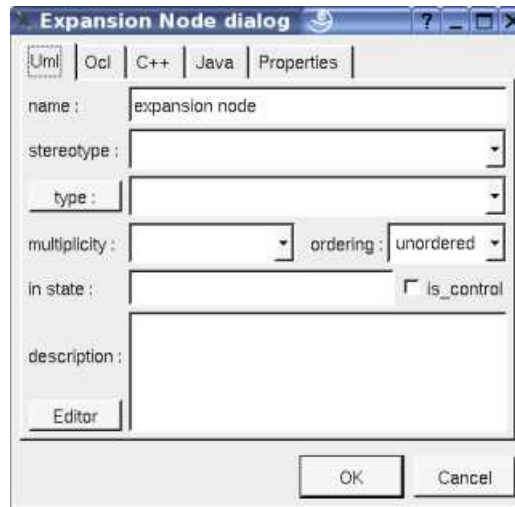 Expansion Node dialog ? _
Uml Ocl C++ Java Properties
name : expansion node
stereotype :
type :
multiplicity : ordering : unordered
in state : is_control
description :
Editor
OK Cancel